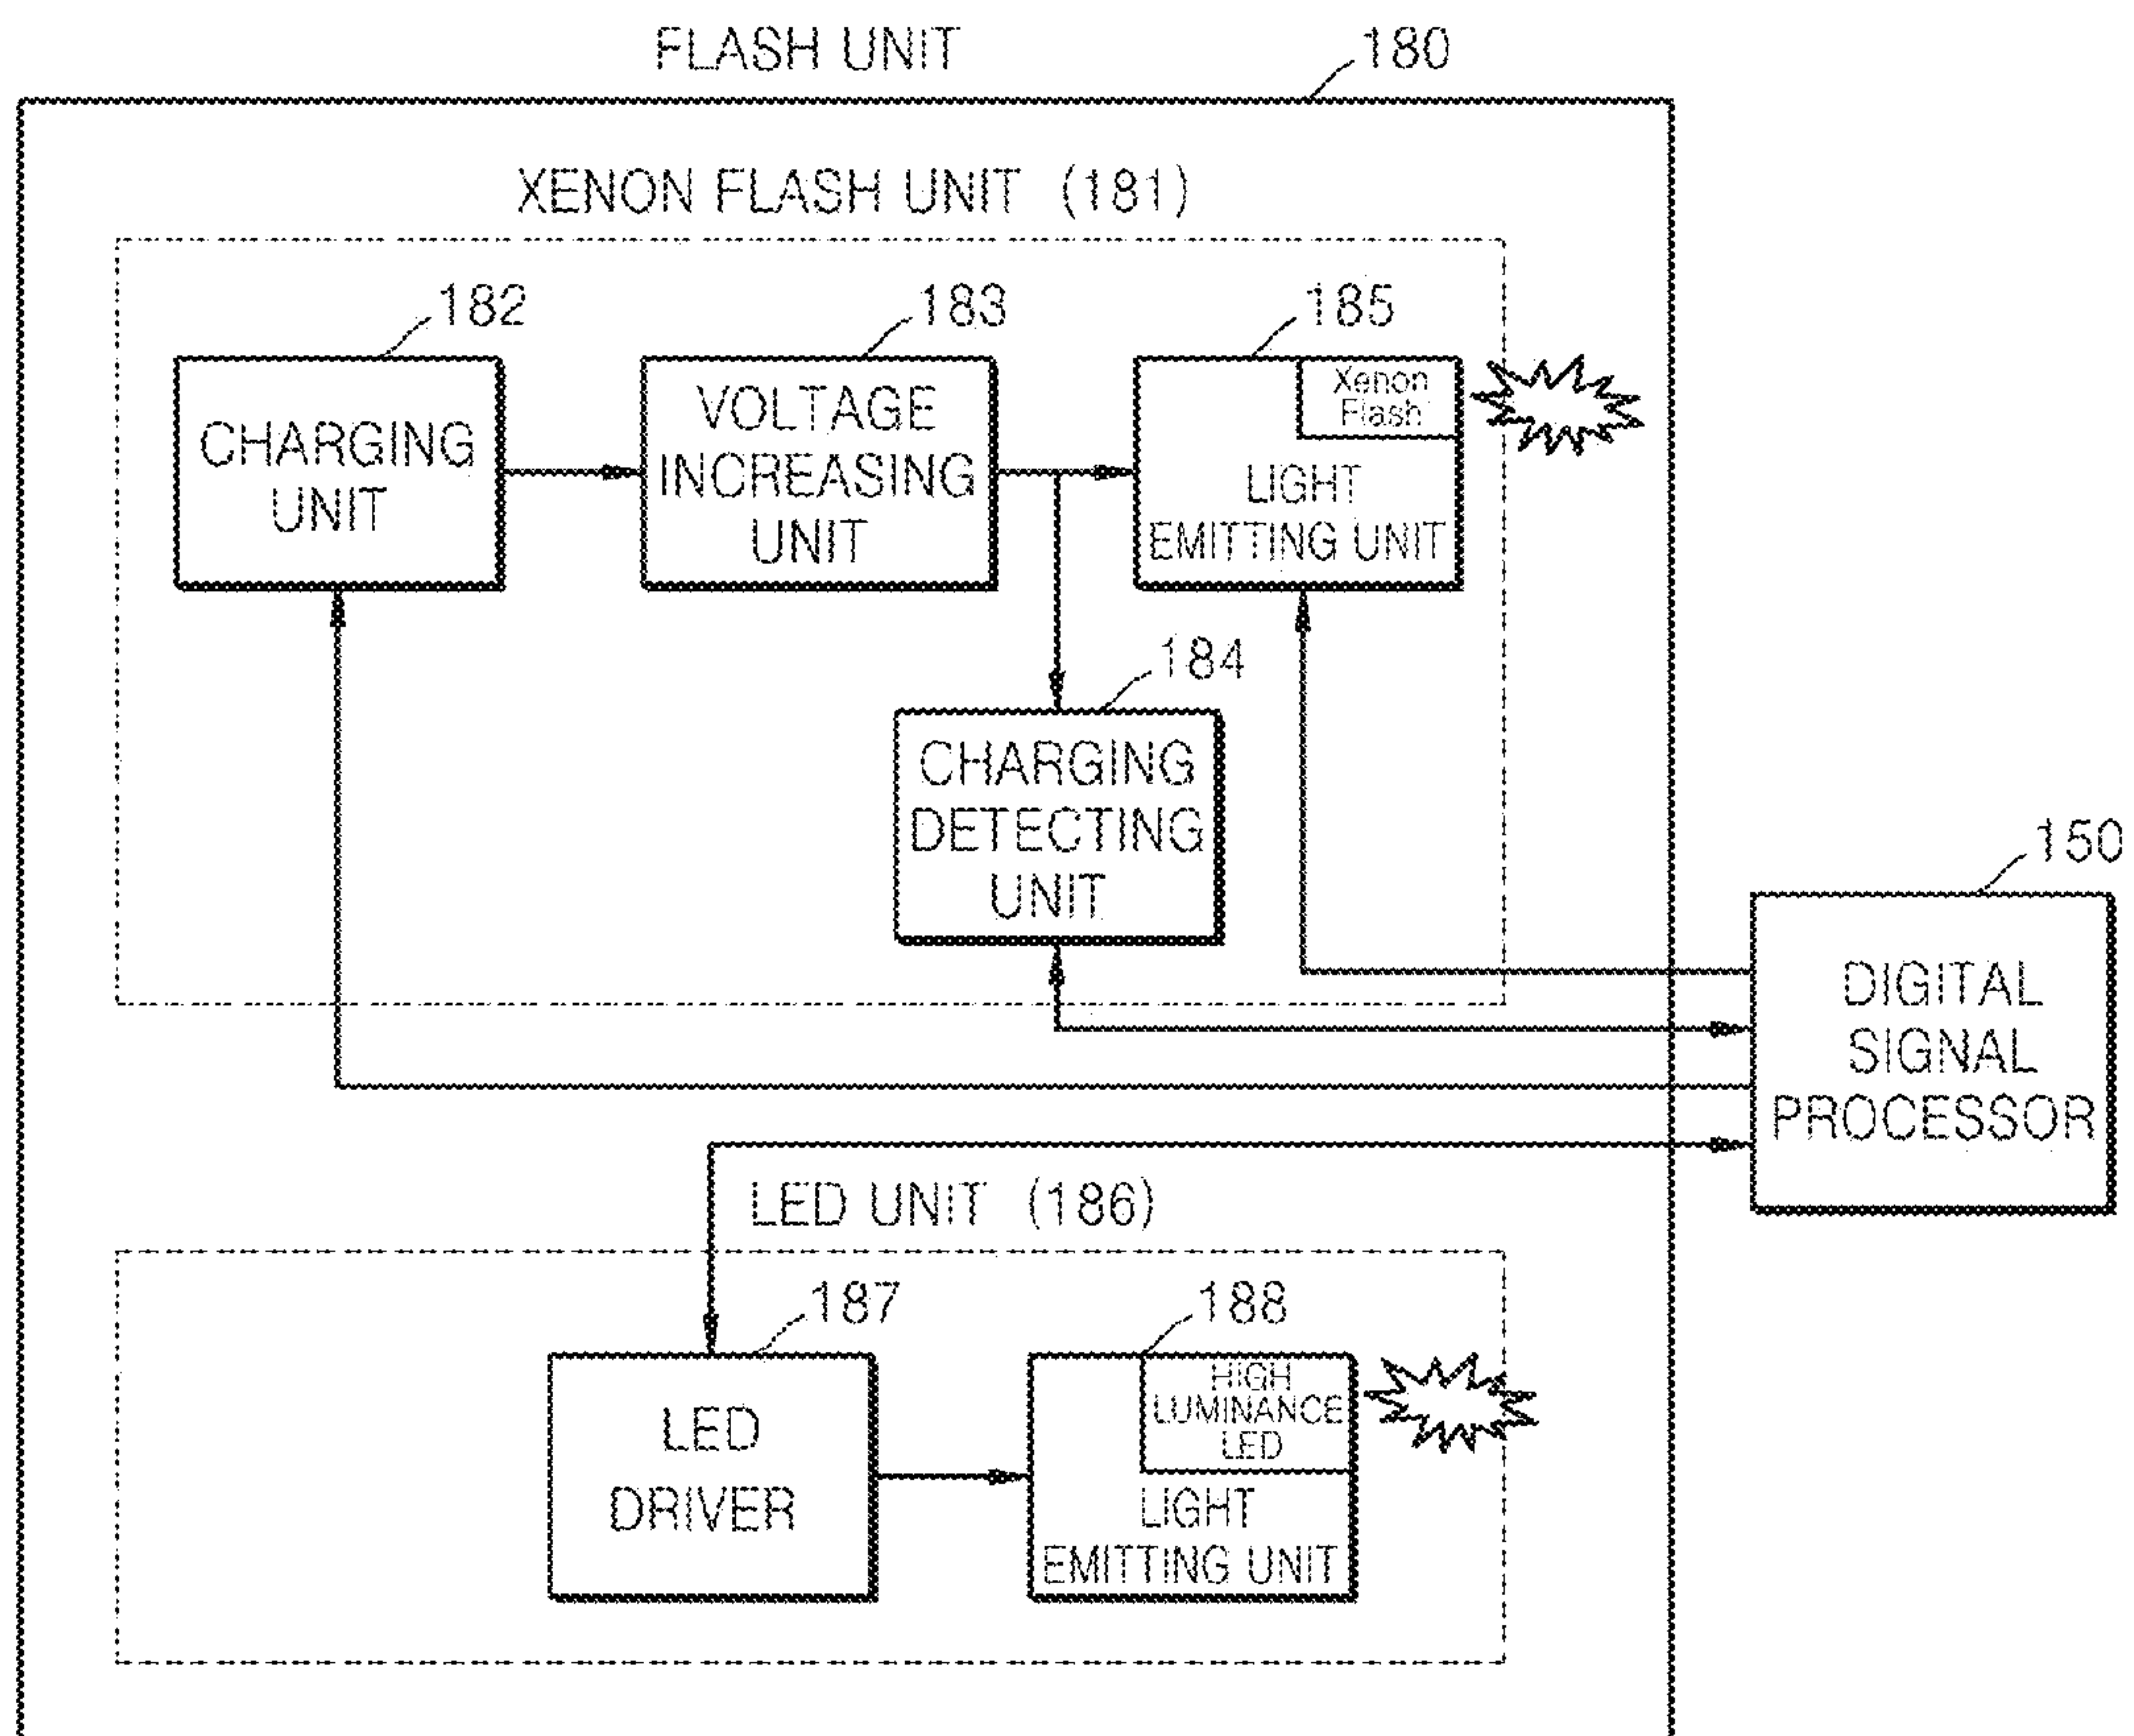 FLASH UNIT
180
XENON FLASH UNIT (181)
182
183
185
CHARGING
UNIT
VOLTAGE
INCREASING
UNIT
Xenon
Flash
LIGHT
EMITTING UNIT
184
CHARGING
DETECTING
UNIT
150
DIGITAL
SIGNAL
PROCESSOR
LED UNIT (186)
187
188
LED
DRIVER
HIGH
LUMINANCE
LED
LIGHT
EMITTING UNIT